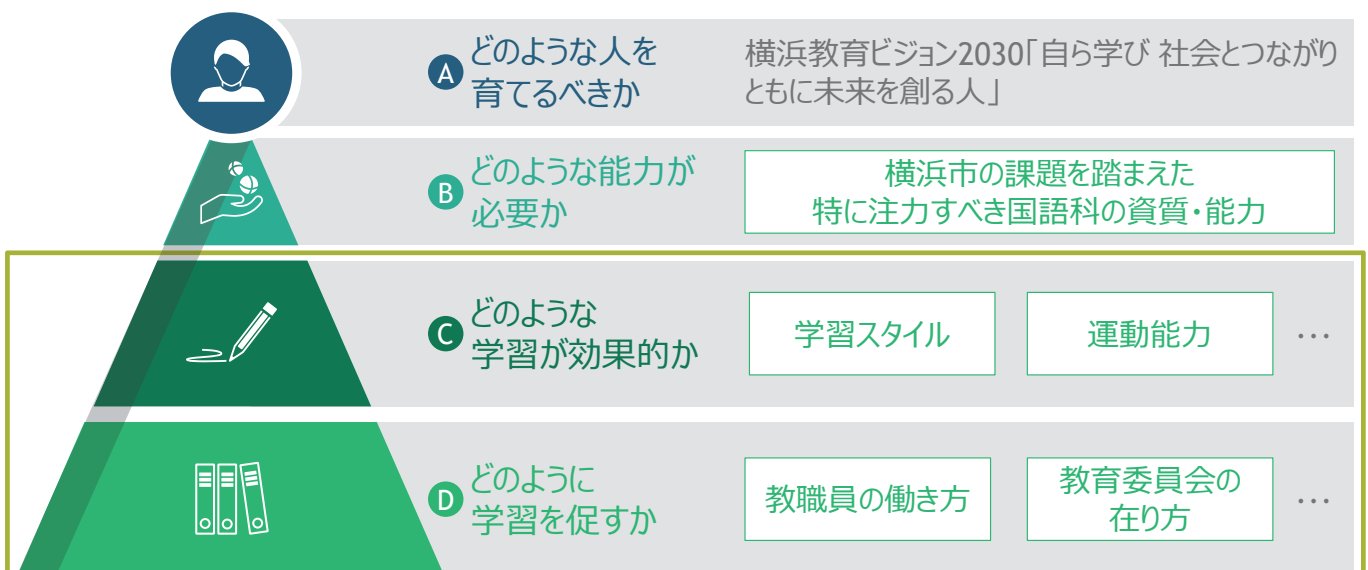 A
どのような人を
育てるべきか
横浜教育ビジョン2030「自ら学び 社会とつながり
ともに未来を創る人」
B
どのような能力が
必要か
横浜市の課題を踏まえた
特に注力すべき国語科の資質・能力
C
どのような
学習が効果的か
学習スタイル
運動能力
…
D
どのように
学習を促すか
教職員の働き方
教育委員会の
在り方
…